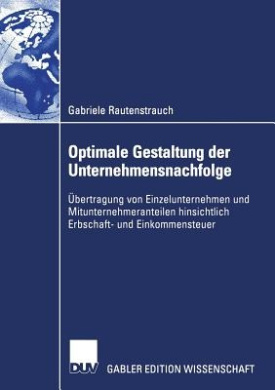 Gabriele Rautenstrauch
Optimale Gestaltung der
Unternehmensnachfolge
Übertragung von Einzelunternehmen und
Mitunternehmeranteilen hinsichtlich
Erbschaft- und Einkommensteuer
DUV
GABLER EDITION WISSENSCHAFT